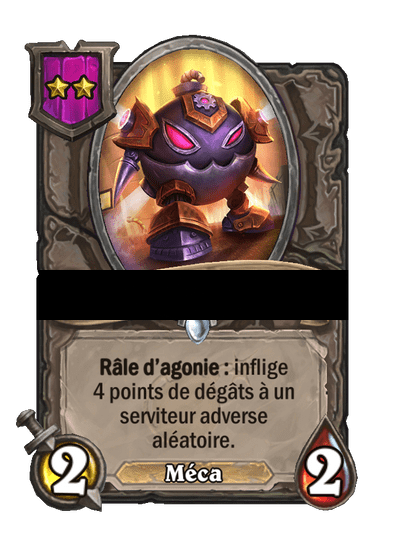 Râle d’agonie : inflige
4 points de dégâts à un
serviteur adverse
aléatoire.
2 Méca 2